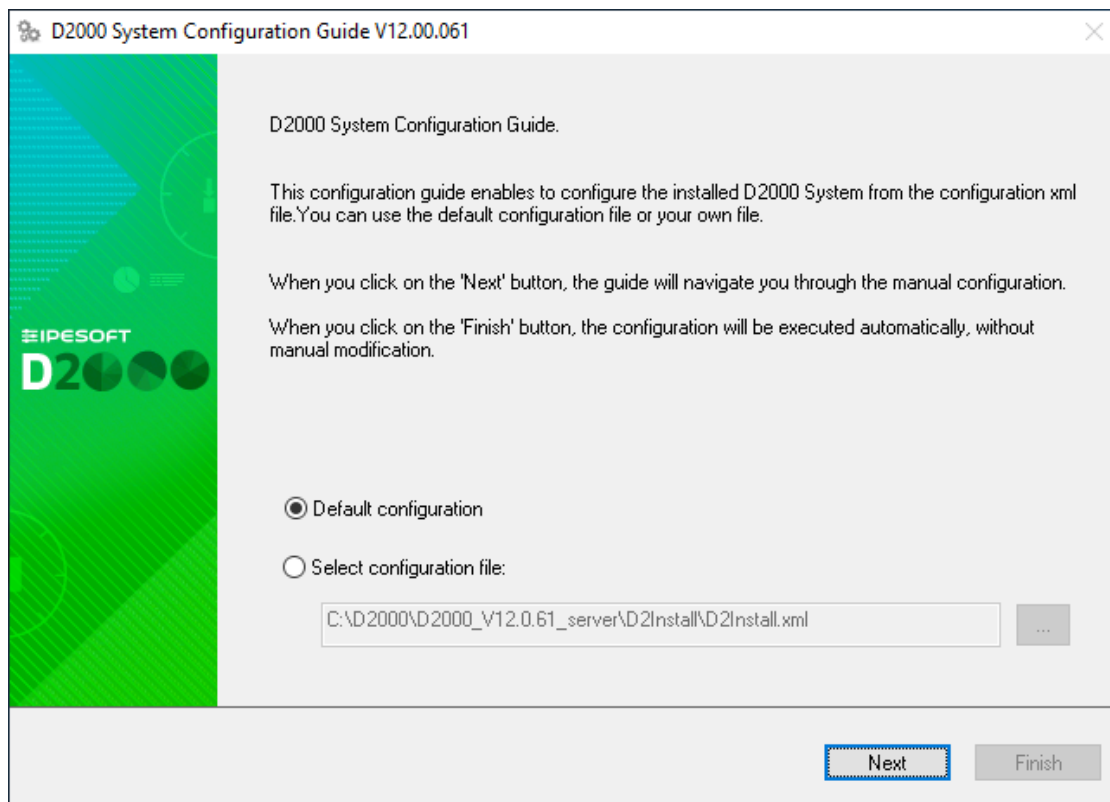 D2000 System Configuration Guide V12.00.061
D2000 System Configuration Guide.
This configuration guide enables to configure the installed D2000 System from the configuration xml
file.You can use the default configuration file or your own file.
When you click on the 'Next' button, the guide will navigate you through the manual configuration.
When you click on the 'Finish' button, the configuration will be executed automatically, without
manual modification.
IPESOFT
D2000
Default configuration
Select configuration file:
C:\D2000\D2000_V12.0.61_server\D2Install\D2Install.xml
...
Next
Finish